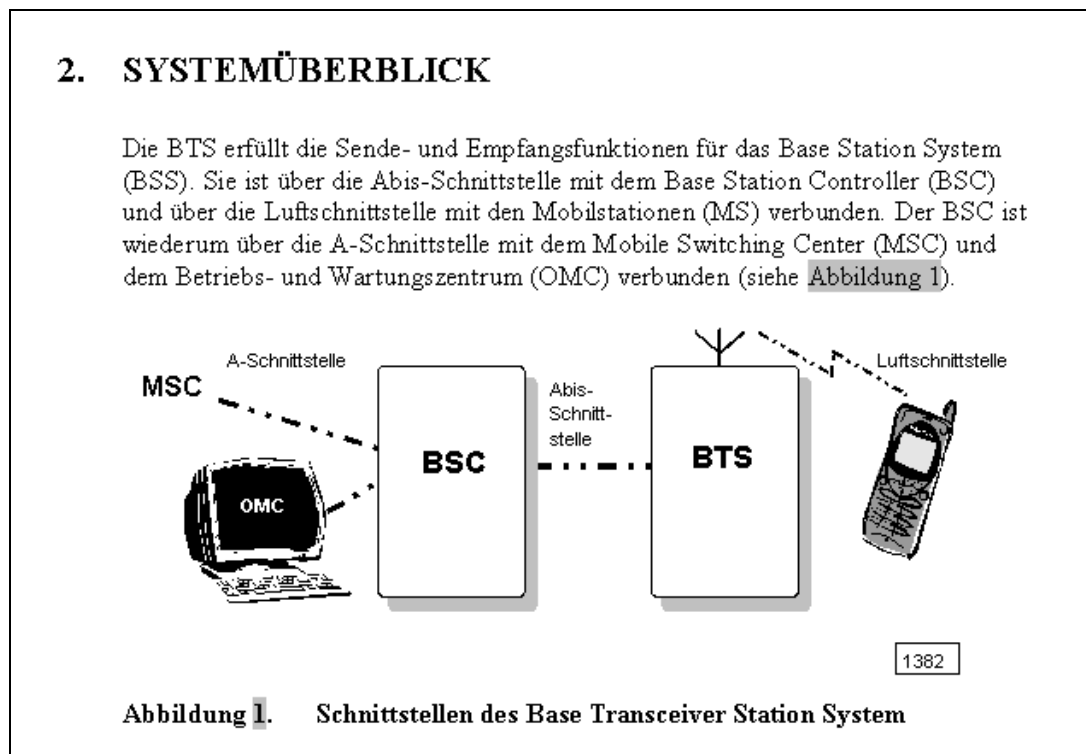 2. SYSTEMÜBERBLICK
Die BTS erfüllt die Sende- und Empfangsfunktionen für das Base Station System
(BSS). Sie ist über die Abis-Schnittstelle mit dem Base Station Controller (BSC)
und über die Luftschnittstelle mit den Mobilstationen (MS) verbunden. Der BSC ist
wiederum über die A-Schnittstelle mit dem Mobile Switching Center (MSC) und
dem Betriebs- und Wartungszentrum (OMC) verbunden (siehe Abbildung 1).
A-Schnittstelle
MSC
OMC
BSC
Abis-
Schnitt-
stelle
BTS
Luftschnittstelle
1382
Abbildung 1. Schnittstellen des Base Transceiver Station System